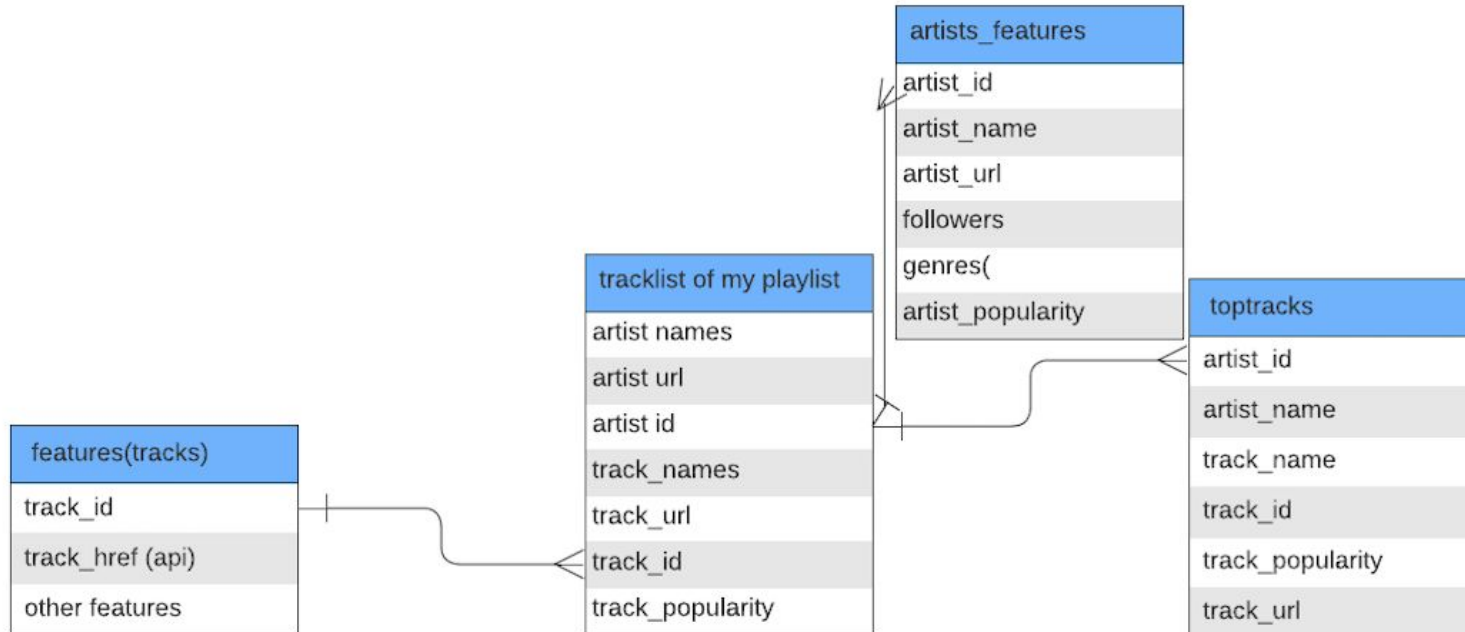 artists_features
artist_id
artist_name
artist_url
followers
genres(
artist_popularity
tracklist of my playlist
artist names
artist url
artist id
track_names
track_url
track_id
track_popularity
toptracks
artist_id
artist_name
track_name
track_id
track_popularity
track_url
features(tracks)
track_id
track_href (api)
other features